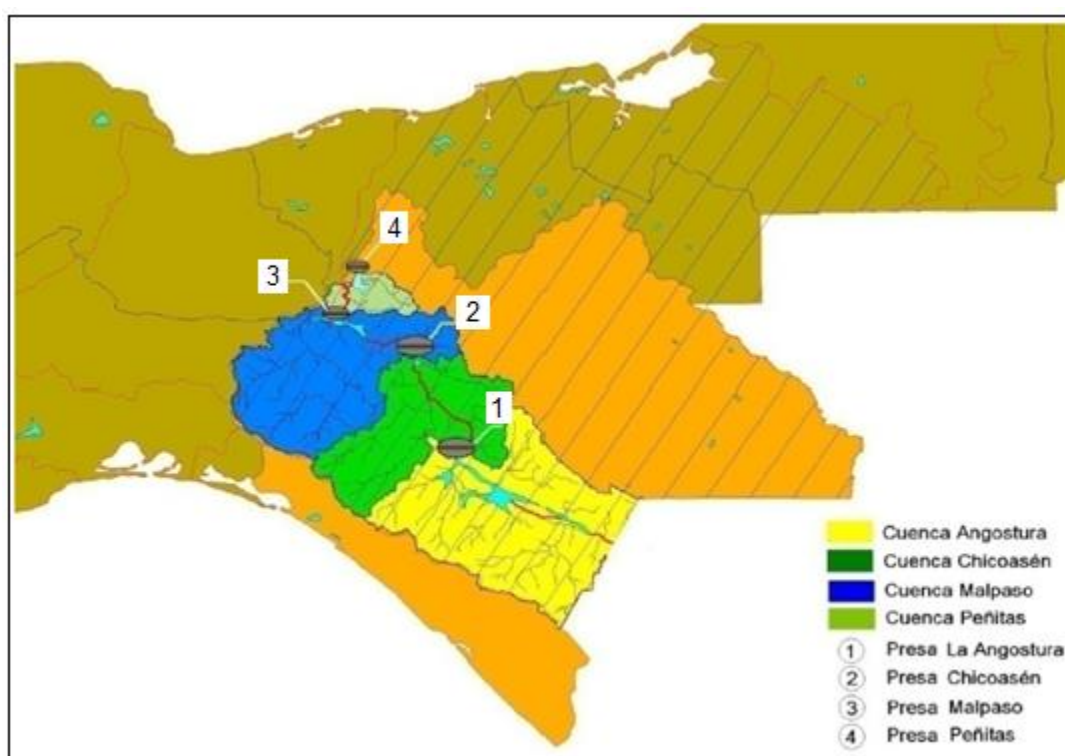 4
3
2
1
Cuenca Angostura
Cuenca Chicoasén
Cuenca Malpaso
Cuenca Peñitas
1 Presa La Angostura
2 Presa Chicoasén
3 Presa Malpaso
4 Presa Peñitas